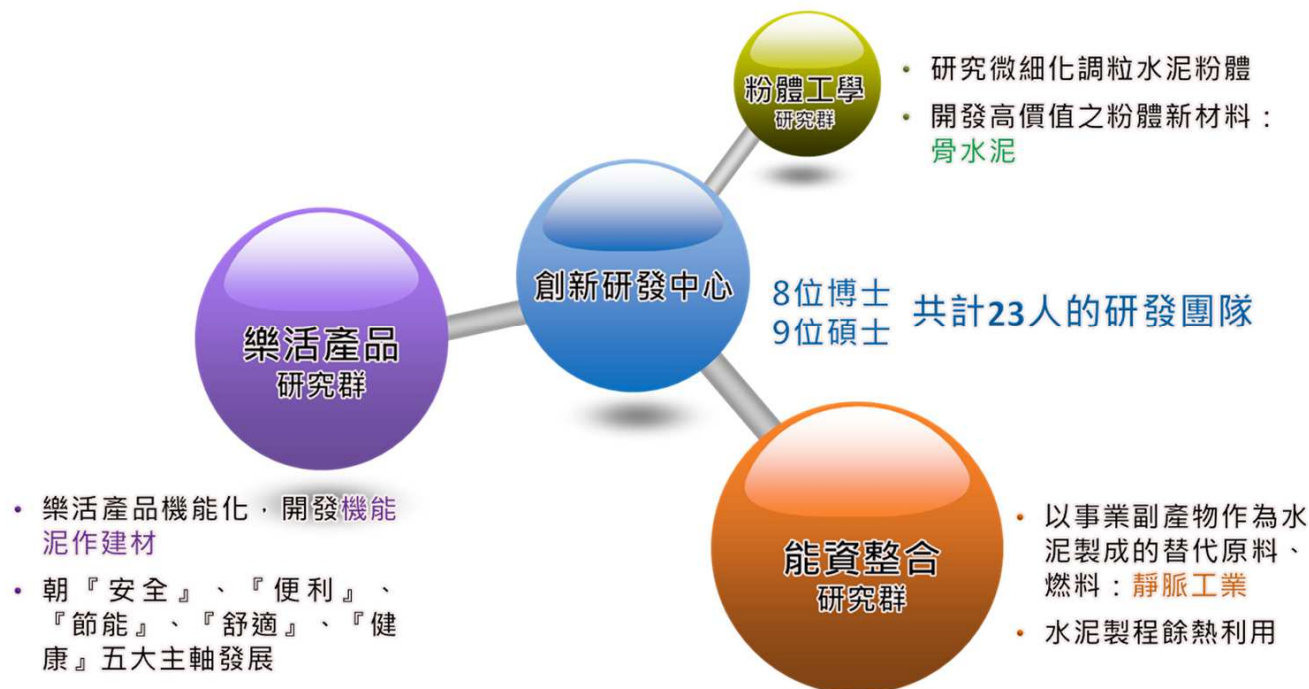 粉體工學
研究群
• 研究微細化調粒水泥粉體
• 開發高價值之粉體新材料：
骨水泥
創新研發中心
8位博士
9位碩士
共計23人的研發團隊
樂活產品
研究群
• 樂活產品機能化，開發機能
泥作建材
• 朝『安全』、『便利』、
『節能』、『舒適』、『健
康』五大主軸發展
能資整合
研究群
• 以事業副產物作為水
泥製成的替代原料、
燃料：靜脈工業
• 水泥製程餘熱利用